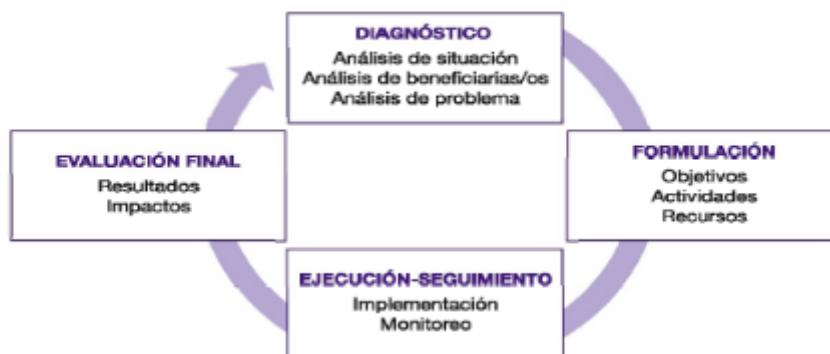 DIAGNÓSTICO
Análisis de situación
Análisis de beneficiarias/os
Análisis de problema
FORMULACIÓN
Objetivos
Actividades
Recursos
EJECUCIÓN-SEGUIMIENTO
Implementación
Monitoreo
EVALUACIÓN FINAL
Resultados
Impactos